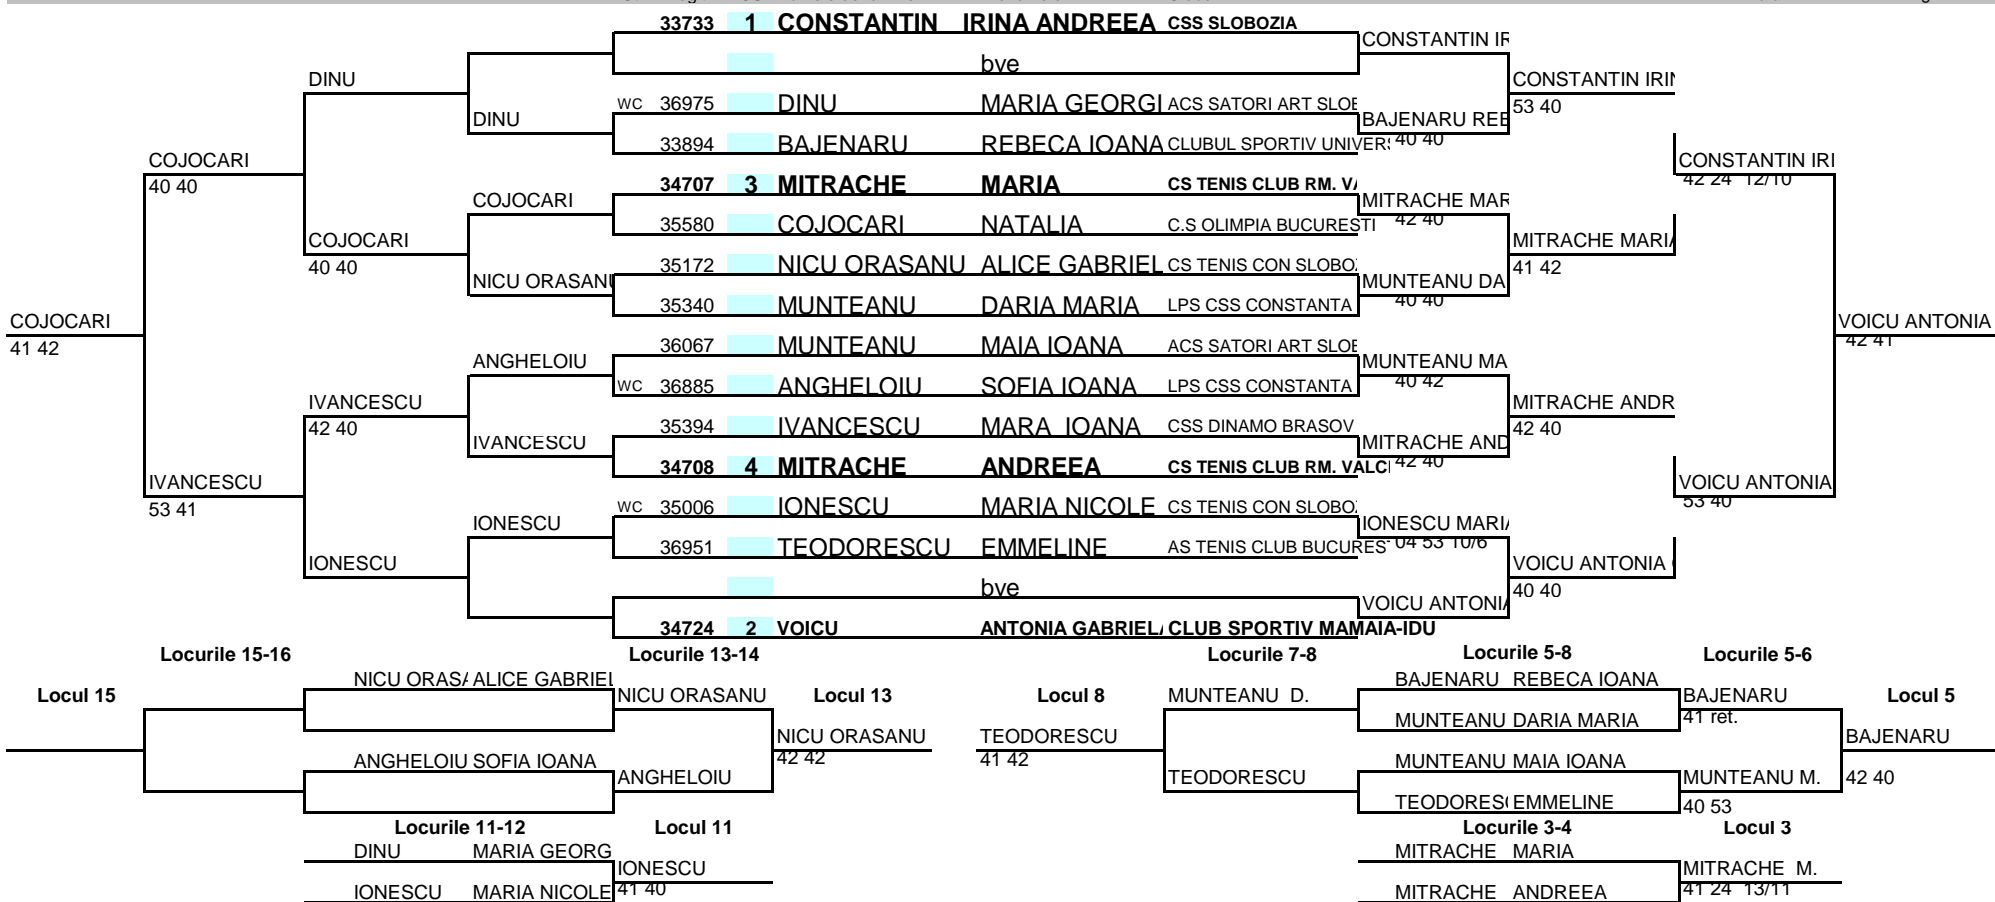 33733 1 CONSTANTIN IRINA ANDREEA CSS SLOBOZIA
CONSTANTIN IR
bye
DINU
CONSTANTIN IRIN
WC 36975 DINU MARIA GEORGI ACS SATORI ART SLOB
53 40
DINU
BAJENARU REB
33894 BAJENARU REBECA IOANA CLUBUL SPORTIV UNIVERS
40 40
COJOCARI
CONSTANTIN IRI
40 40
34707 3 MITRACHE MARIA CS TENIS CLUB RM. VA
42 24 12/10
COJOCARI
MITRACHE MAR
35580 COJOCARI NATALIA C.S OLIMPIA BUCURESTI
42 40
COJOCARI
MITRACHE MARIA
40 40
35172 NICU ORASANU ALICE GABRIEL CS TENIS CON SLOBOZ
41 42
NICU ORASANU
MUNTEANU DA
35340 MUNTEANU DARIA MARIA LPS CSS CONSTANTA
40 40
COJOCARI
VOICU ANTONIA
41 42
36067 MUNTEANU MAIA IOANA ACS SATORI ART SLOB
42 41
ANGHELOIU
MUNTEANU MA
WC 36885 ANGHELOIU SOFIA IOANA LPS CSS CONSTANTA
40 42
IVANCESCU
MITRACHE ANDR
42 40
35394 IVANCESCU MARA IOANA CSS DINAMO BRASOV
42 40
IVANCESCU
MITRACHE AND
34708 4 MITRACHE ANDREEA CS TENIS CLUB RM. VALC
42 40
IVANCESCU
VOICU ANTONIA
53 41
WC 35006 IONESCU MARIA NICOLE CS TENIS CON SLOBOZ
53 40
IONESCU
IONESCU MARIA
36951 TEODORESCU EMMELINE AS TENIS CLUB BUCURES
04 53 10/6
IONESCU
VOICU ANTONIA
bye
40 40
VOICU ANTONIA
34724 2 VOICU ANTONIA GABRIELA CLUB SPORTIV MAMAIA-IDU
Locurile 15-16 Locurile 13-14 Locurile 7-8 Locurile 5-8 Locurile 5-6
NICU ORASA ALICE GABRIEL BAJENARU REBECA IOANA
Locul 15 NICU ORASANU Locul 13 Locul 8 MUNTEANU D. BAJENARU Locul 5
MUNTEANU DARIA MARIA 41 ret.
NICU ORASANU TEODORESCU BAJENARU
42 42 41 42
ANGHELOIU SOFIA IOANA MUNTEANU MAIA IOANA
ANGHELOIU TEODORESCU MUNTEANU M. 42 40
TEODORES EMMELINE 40 53
Locurile 11-12 Locul 11 Locurile 3-4 Locul 3
DINU MARIA GEORG MITRACHE MARIA
IONESCU MITRACHE M.
IONESCU MARIA NICOLE 41 40 MITRACHE ANDREEA 41 24 13/11